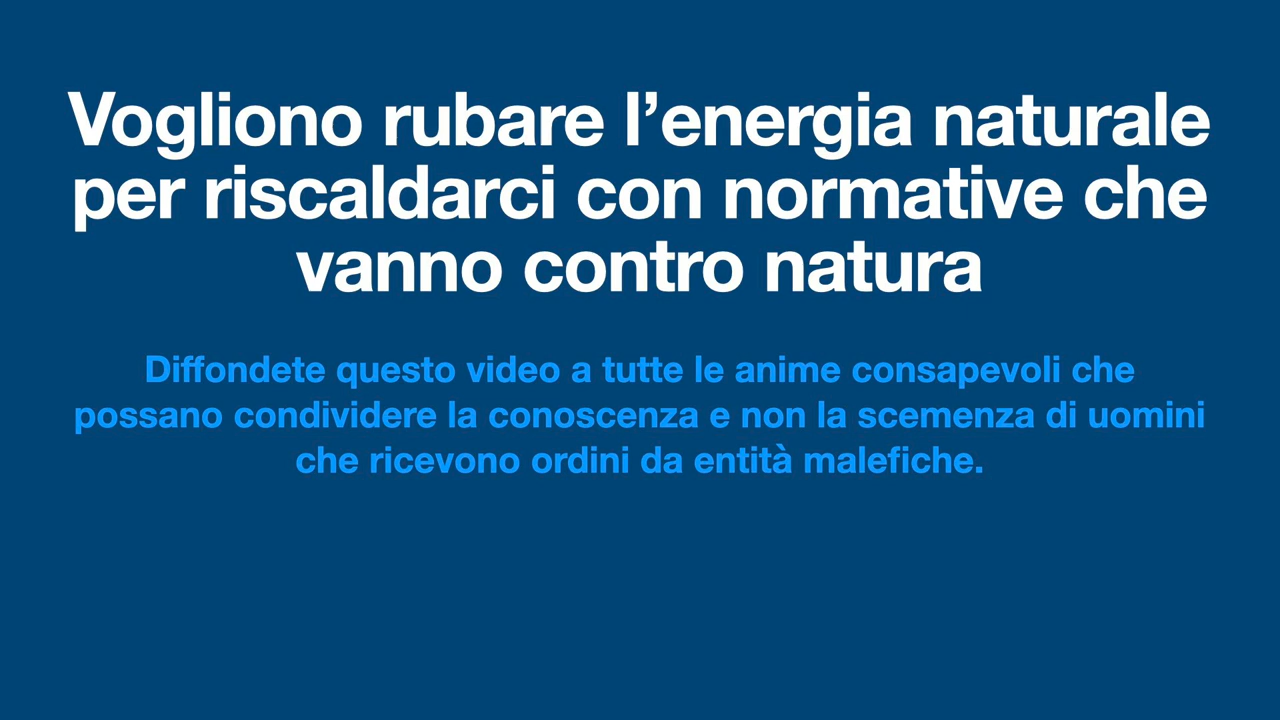 Vogliono rubare l’energia naturale
per riscaldarci con normative che
vanno contro natura
Diffondete questo video a tutte le anime consapevoli che
possano condividere la conoscenza e non la scemenza di uomini
che ricevono ordini da entità malefiche.